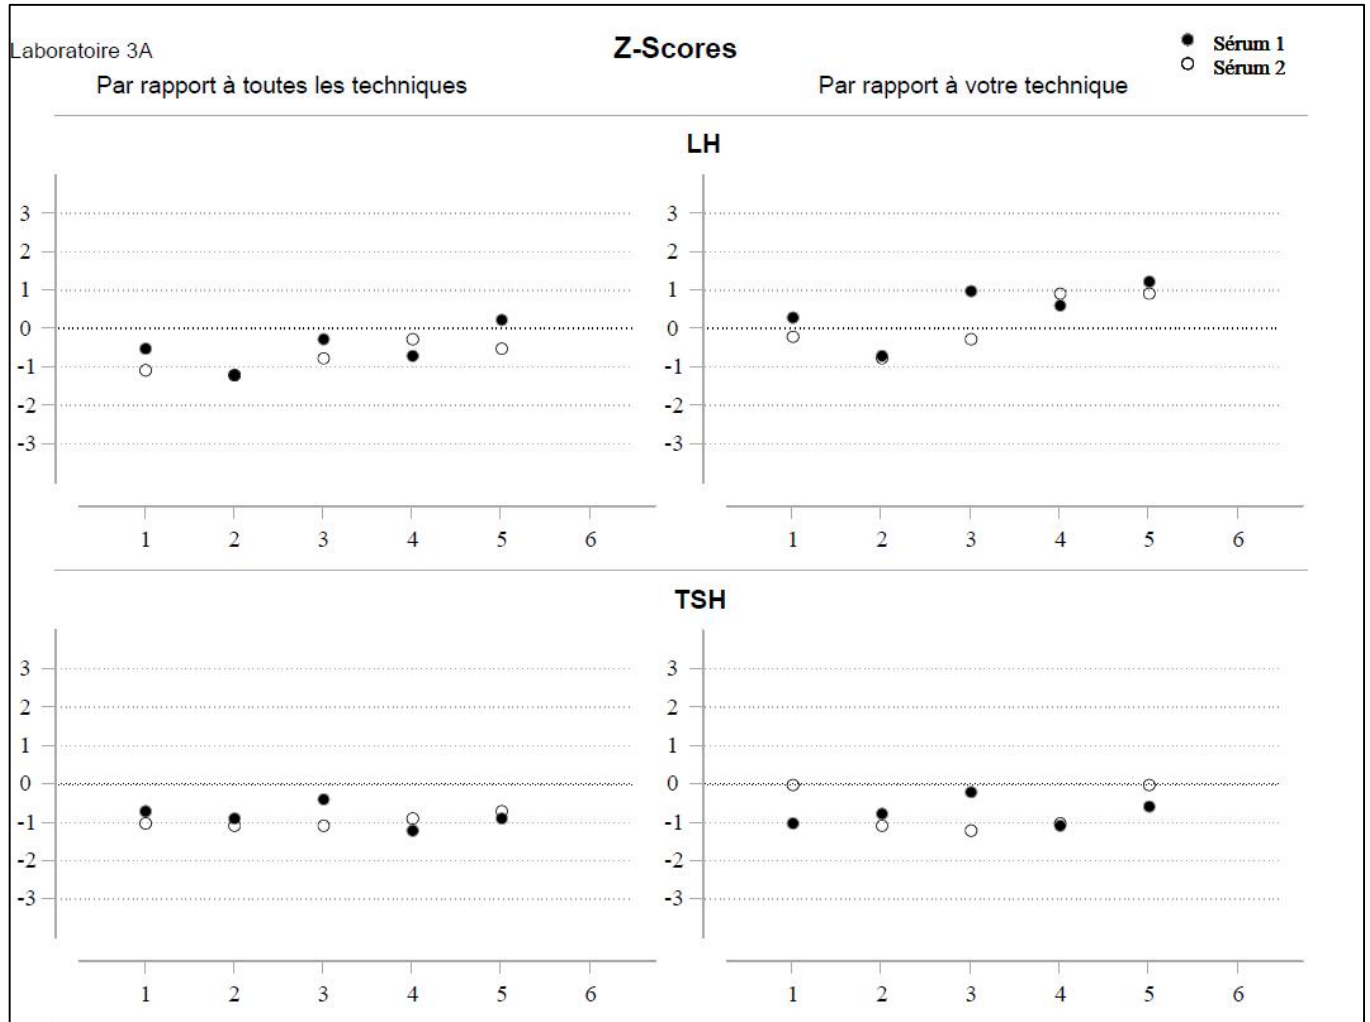 Laboratoire 3A
Z-Scores
Sérum 1
Sérum 2
Par rapport à toutes les techniques
Par rapport à votre technique
LH
3
2
1
0
-1
-2
-3
1 2 3 4 5 6
3
2
1
0
-1
-2
-3
1 2 3 4 5 6
TSH
3
2
1
0
-1
-2
-3
1 2 3 4 5 6
3
2
1
0
-1
-2
-3
1 2 3 4 5 6